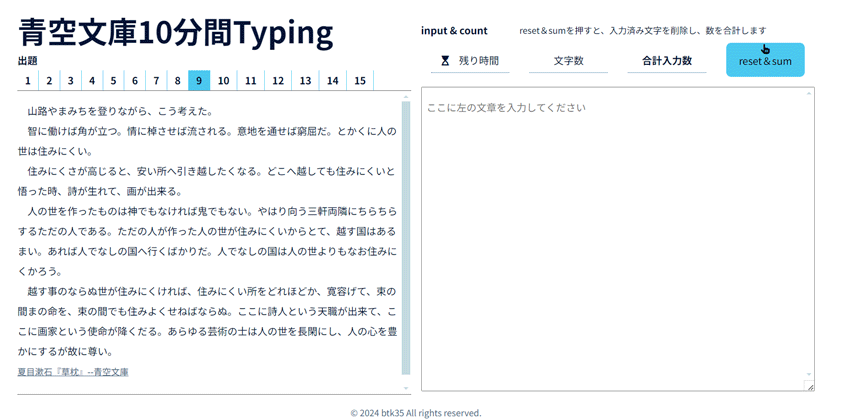 青空文庫10分間Typing
出題
1 2 3 4 5 6 7 8 9 10 11 12 13 14 15
山路やまみちを登りながら、こう考えた。
智に働けば角が立つ。情に棹させば流される。意地を通せば窮屈だ。とかくに人の
世は住みにくい。
住みにくさが高じると、安い所へ引き越したくなる。どこへ越しても住みにくいと
悟った時、詩が生れて、画が出来る。
人の世を作ったものは神でもなければ鬼でもない。やはり向う三軒両隣にちらちら
するただの人である。ただの人が作った人の世が住みにくいからとて、越す国はある
まい。あれば人でなしの国へ行くばかりだ。人でなしの国は人の世よりもなお住みに
くかろう。
越す事のならぬ世が住みにくければ、住みにくい所をどれほどか、寛容げて、束の
間まの命を、束の間でも住みよくせねばならぬ。ここに詩人という天職が出来て、こ
こに画家という使命が降くだる。あらゆる芸術の士は人の世を長閑にし、人の心を豊
かにするが故に尊い。
夏目漱石『草枕』--青空文庫
input & count
reset＆sumを押すと、入力済み文字を削除し、数を合計します
残り時間
文字数
合計入力数
reset＆sum
ここに左の文章を入力してください
© 2024 btk35 All rights reserved.